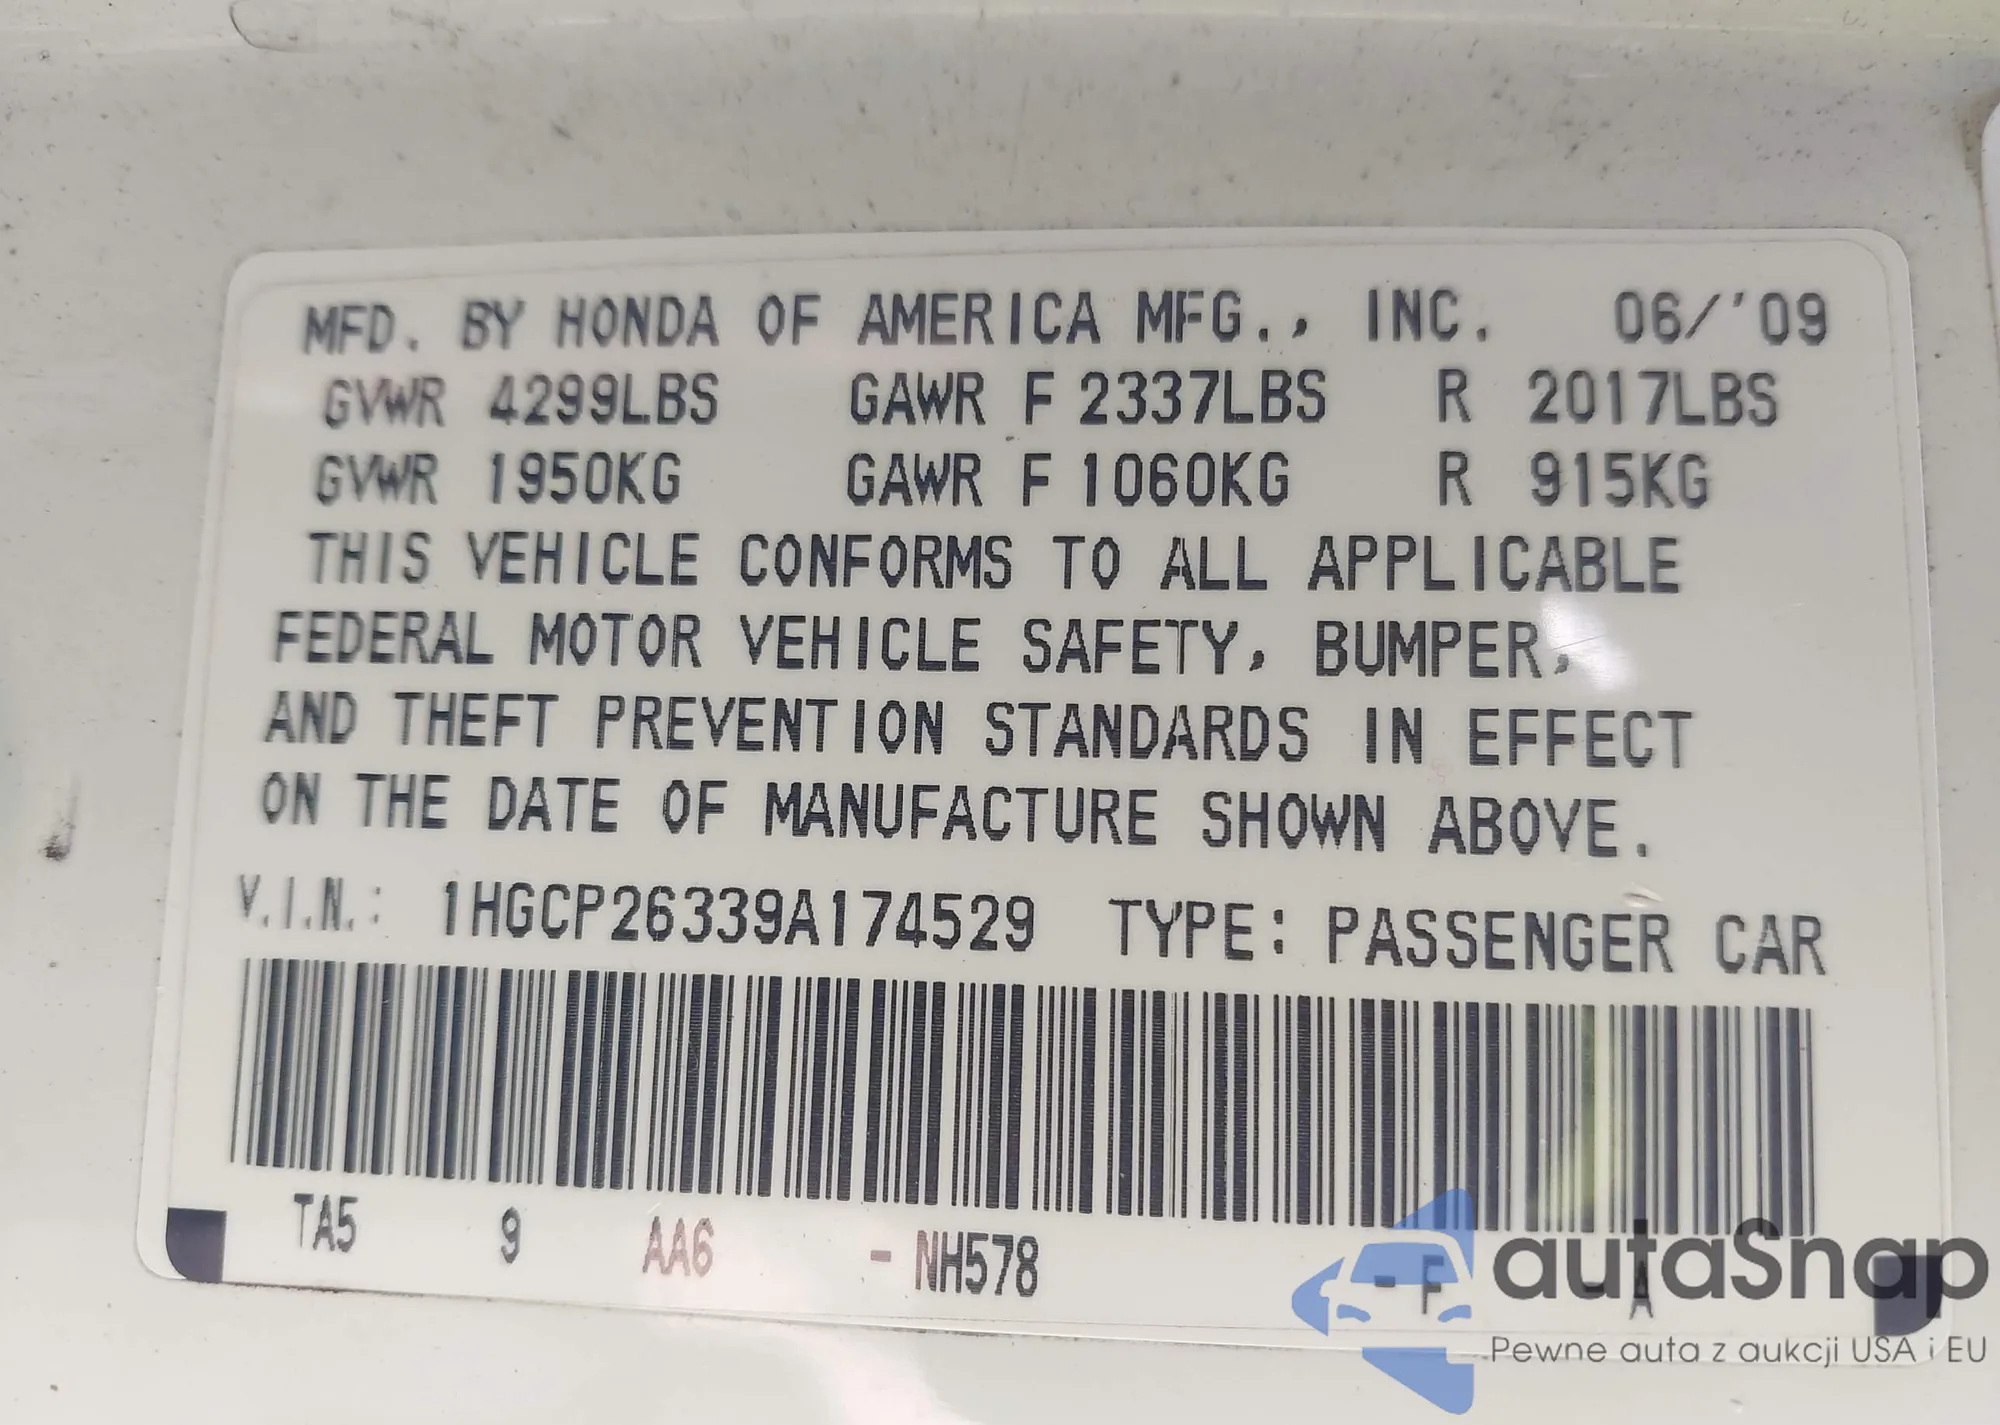 MFD. BY HONDA OF AMERICA MFG., INC. 06/'09
GVWR 4299LBS GAWR F 2337LBS R 2017LBS
GVWR 1950KG GAWR F 1060KG R 915KG
THIS VEHICLE CONFORMS TO ALL APPLICABLE
FEDERAL MOTOR VEHICLE SAFETY, BUMPER,
AND THEFT PREVENTION STANDARDS IN EFFECT
ON THE DATE OF MANUFACTURE SHOWN ABOVE.
V.I.N.: 1HGCP26339A174529 TYPE: PASSENGER CAR
TA5 9 AA6 - NH578 - F - A
autaSnap
Pewne auta z aukcji USA i EU